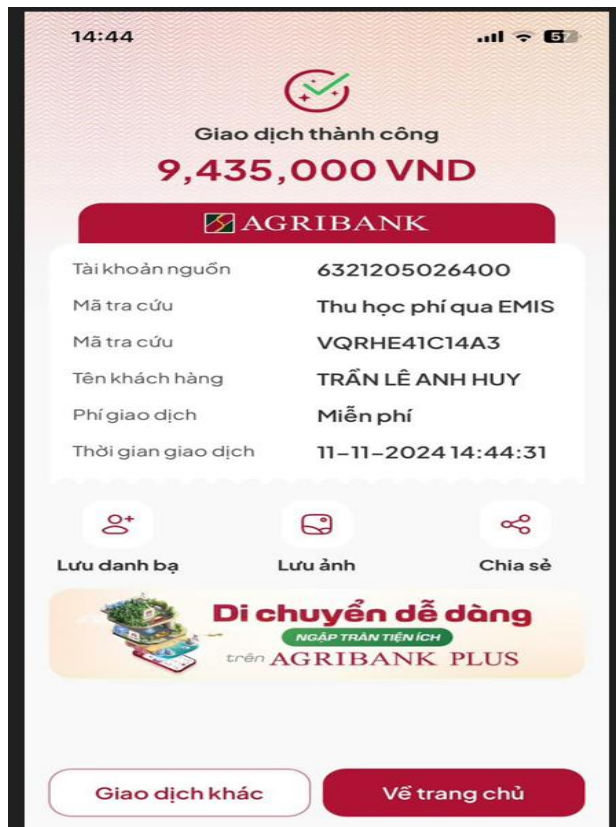 14:44
57
Giao dịch thành công
9,435,000 VND
AGRIBANK
Tài khoản nguồn 6321205026400
Mã tra cứu Thu học phí qua EMIS
Mã tra cứu VQRHE41C14A3
Tên khách hàng TRẦN LÊ ANH HUY
Phí giao dịch Miễn phí
Thời gian giao dịch 11-11-2024 14:44:31
Lưu danh bạ Lưu ảnh Chia sẻ
Di chuyển dễ dàng
NGẬP TRÀN TIỆN ÍCH
trên AGRIBANK PLUS
Giao dịch khác Về trang chủ